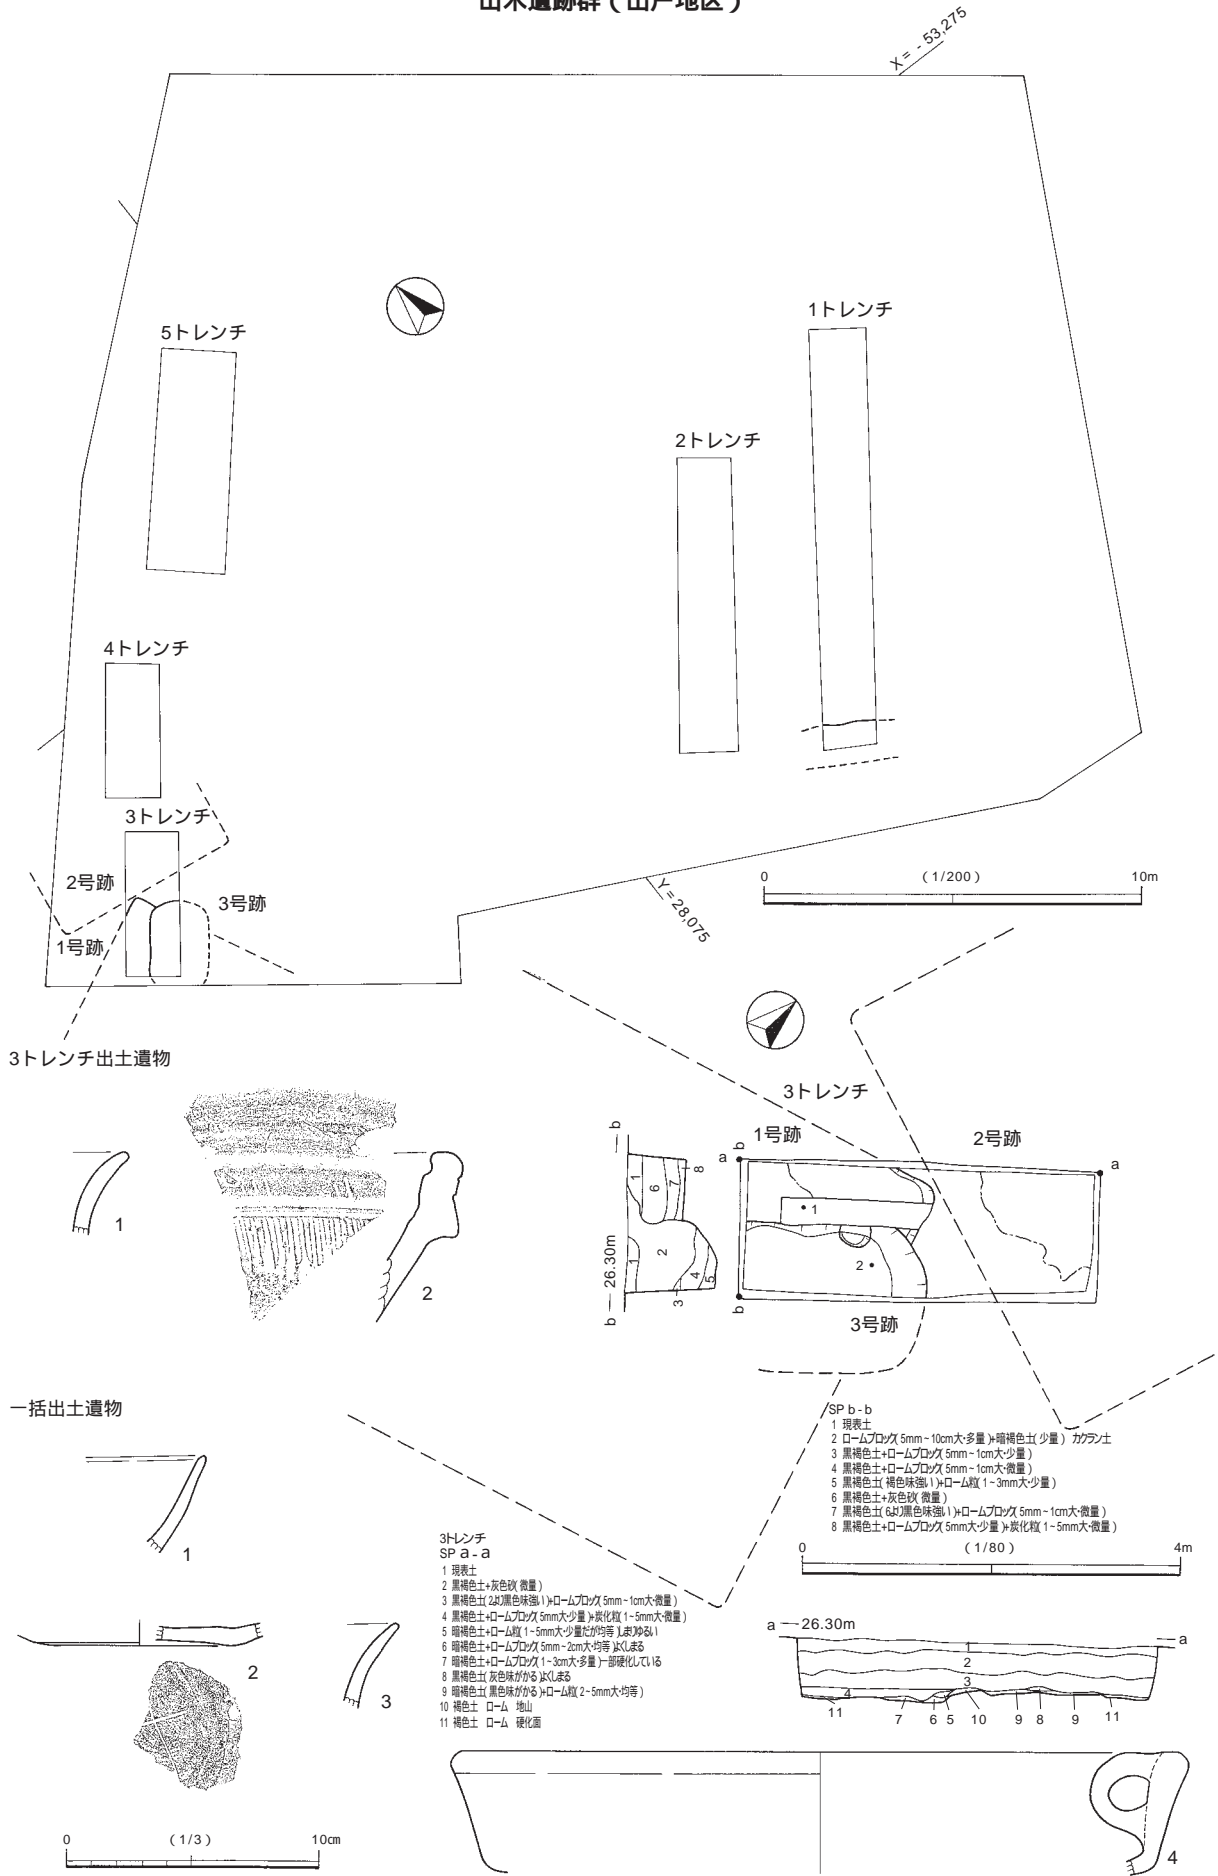 山木遺跡群(山戸地区)
X = - 53,275
1トレンチ
5トレンチ
2トレンチ
4トレンチ
3トレンチ
2号跡
3号跡
1号跡
Y = 28,075
0 (1/200) 10m
3トレンチ出土遺物
1
2
3トレンチ
1号跡
2号跡
3号跡
a
a
b
b
1
2
b
b — 26.30m
1
6
7
8
2
1
4
5
3
一括出土遺物
1
2
3
4
SP b - b
1 現表土
2 ロームブロック(5mm~10cm大・多量)+暗褐色土(少量) カクラン土
3 黒褐色土+ロームブロック(5mm~1cm大・少量)
4 黒褐色土+ロームブロック(5mm~1cm大・微量)
5 黒褐色土(褐色味強い)+ローム粒(1~3mm大・少量)
6 黒褐色土+灰色砂(微量)
7 黒褐色土(6より黒色味強い)+ロームブロック(5mm~1cm大・微量)
8 黒褐色土+ロームブロック(5mm大・少量)+炭化粒(1~5mm大・微量)
0 (1/80) 4m
3トレンチ
SP a - a
1 現表土
2 黒褐色土+灰色砂(微量)
3 黒褐色土(2より黒色味強い)+ロームブロック(5mm~1cm大・微量)
4 黒褐色土+ロームブロック(5mm大・少量)+炭化粒(1~5mm大・微量)
5 暗褐色土+ローム粒(1~5mm大・少量だが均等)しまりゆるい
6 暗褐色土+ロームブロック(5mm~2cm大・均等)よくしまる
7 暗褐色土+ロームブロック(1~3cm大・多量)一部硬化している
8 黒褐色土(灰色味がかる)よくしまる
9 暗褐色土(黒色味がかる)+ローム粒(2~5mm大・均等)
10 褐色土 ローム 地山
11 褐色土 ローム 硬化面
a — 26.30m
a
1
2
3
4
11 7 6 5 10 9 8 9 11
0 (1/3) 10cm